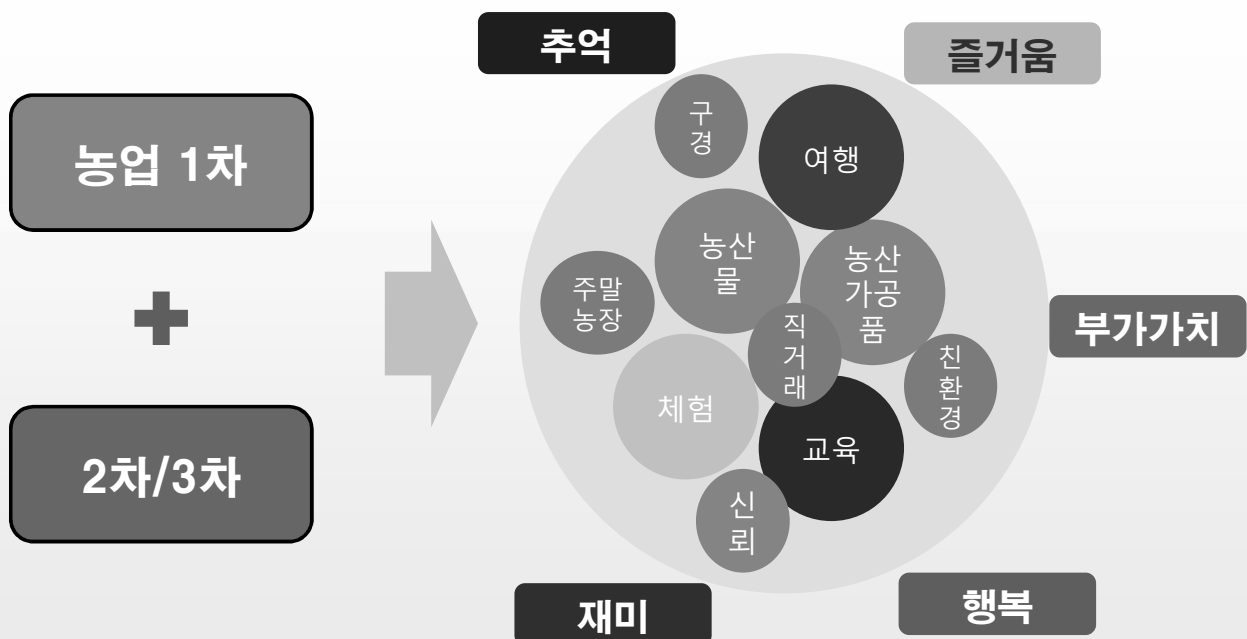 추억
즐거움
농업 1차
구
경
여행
농산
물
농산
가공
품
주말
농장
직
거
래
부가가치
친
환
경
체험
교육
2차/3차
신
뢰
재미
행복